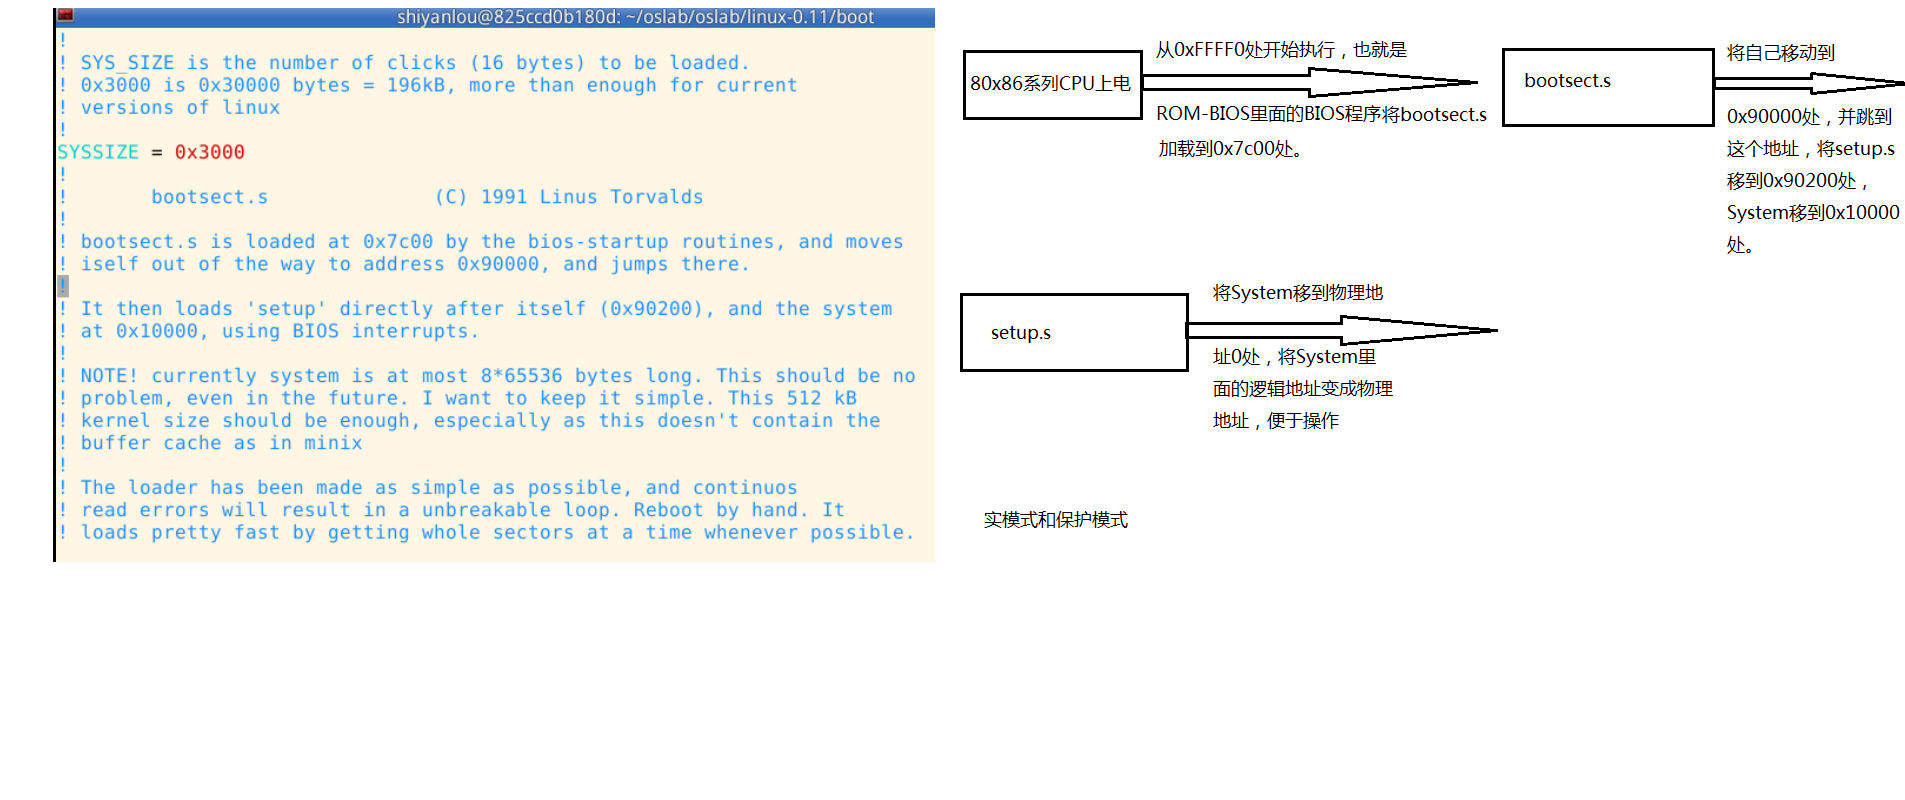 shiyanlou@825ccd0b180d: ~/oslab/oslab/linux-0.11/boot
!
! SYS_SIZE is the number of clicks (16 bytes) to be loaded.
! 0x3000 is 0x30000 bytes = 196kB, more than enough for current
! versions of linux
!
SYSSIZE = 0x3000
!
! bootsect.s (C) 1991 Linus Torvalds
!
! bootsect.s is loaded at 0x7c00 by the bios-startup routines, and moves
! iself out of the way to address 0x90000, and jumps there.
!
! It then loads 'setup' directly after itself (0x90200), and the system
! at 0x10000, using BIOS interrupts.
!
! NOTE! currently system is at most 8*65536 bytes long. This should be no
! problem, even in the future. I want to keep it simple. This 512 kB
! kernel size should be enough, especially as this doesn't contain the
! buffer cache as in minix
!
! The loader has been made as simple as possible, and continuos
! read errors will result in a unbreakable loop. Reboot by hand. It
! loads pretty fast by getting whole sectors at a time whenever possible.
80x86系列CPU上电
从0xFFFF0处开始执行，也就是
ROM-BIOS里面的BIOS程序将bootsect.s
加载到0x7c00处。
bootsect.s
将自己移动到
0x90000处，并跳到
这个地址，将setup.s
移到0x90200处，
System移到0x10000
处。
setup.s
将System移到物理地
址0处，将System里
面的逻辑地址变成物理
地址，便于操作
实模式和保护模式